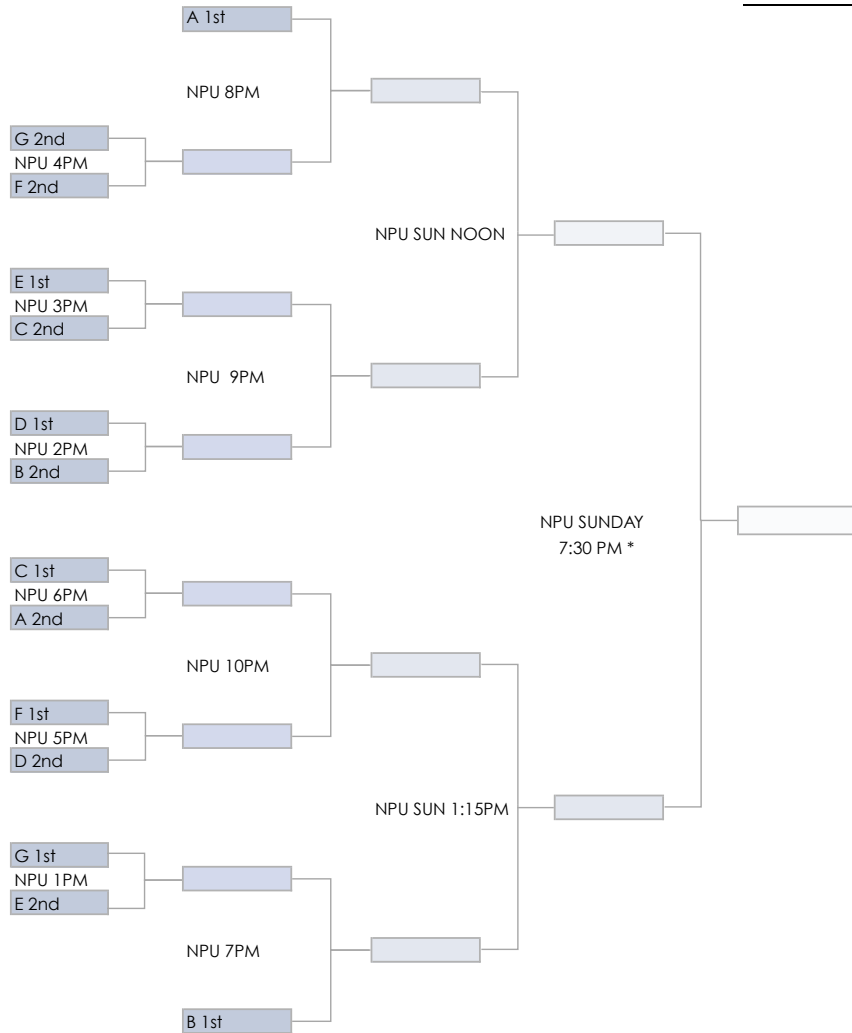 A 1st
NPU 8PM
G 2nd
NPU 4PM
F 2nd
NPU SUN NOON
E 1st
NPU 3PM
C 2nd
NPU  9PM
D 1st
NPU 2PM
B 2nd
NPU SUNDAY
7:30 PM *
C 1st
NPU 6PM
A 2nd
NPU 10PM
F 1st
NPU 5PM
D 2nd
NPU SUN 1:15PM
G 1st
NPU 1PM
E 2nd
NPU 7PM
B 1st